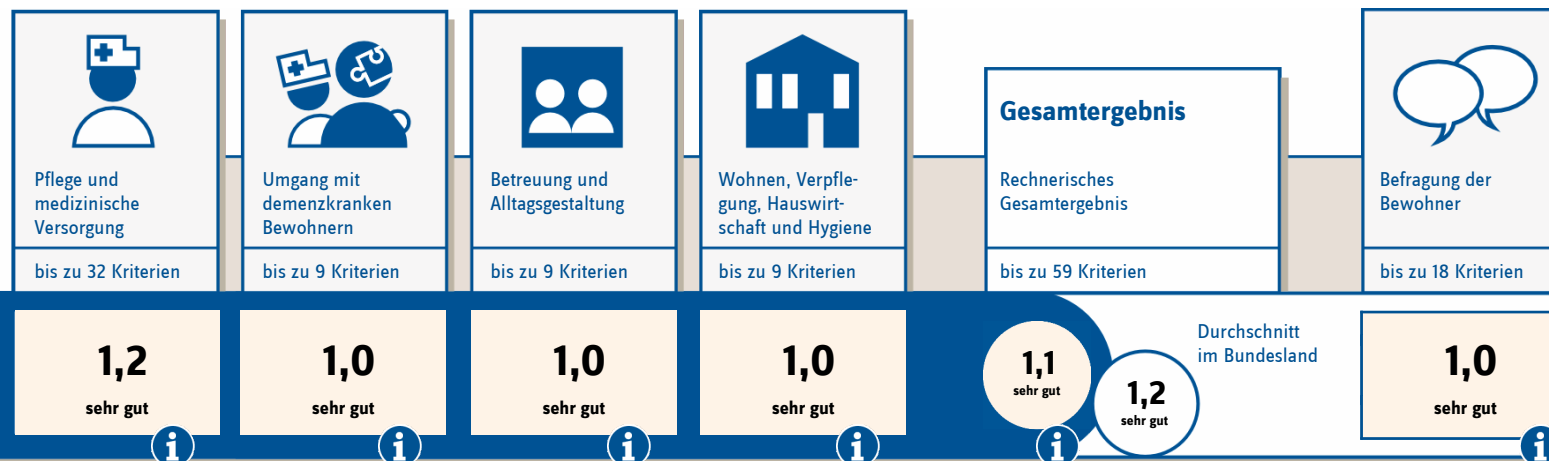 Pflege und
medizinische
Versorgung
bis zu 32 Kriterien
1,2
sehr gut
i
Umgang mit
demenzkranken
Bewohnern
bis zu 9 Kriterien
1,0
sehr gut
i
Betreuung und
Alltagsgestaltung
bis zu 9 Kriterien
1,0
sehr gut
i
Wohnen, Verpfle-
gung, Hauswirt-
schaft und Hygiene
bis zu 9 Kriterien
1,0
sehr gut
i
Gesamtergebnis
Rechnerisches
Gesamtergebnis
bis zu 59 Kriterien
1,1
sehr gut
i
1,2
sehr gut
Durchschnitt
im Bundesland
Befragung der
Bewohner
bis zu 18 Kriterien
1,0
sehr gut
i